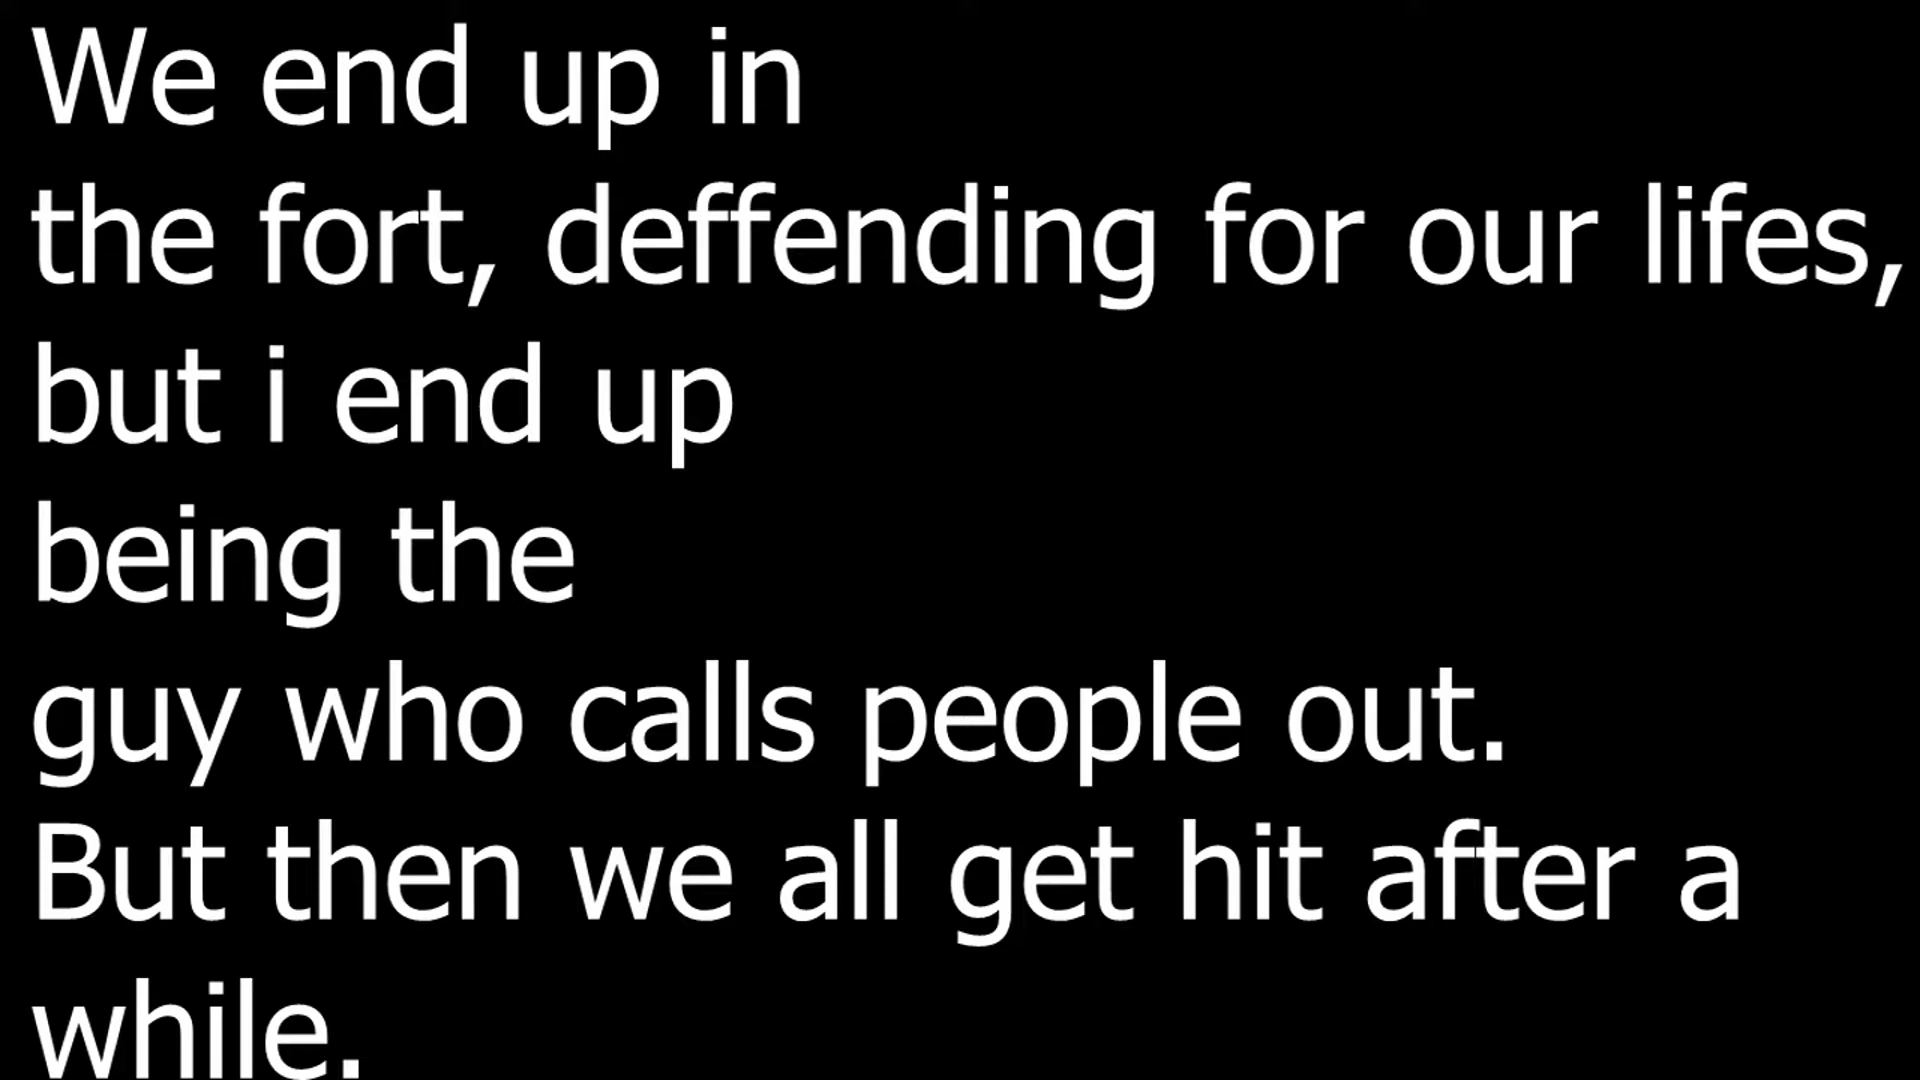 We end up in
the fort, deffending for our lifes,
but i end up
being the
guy who calls people out.
But then we all get hit after a
while.